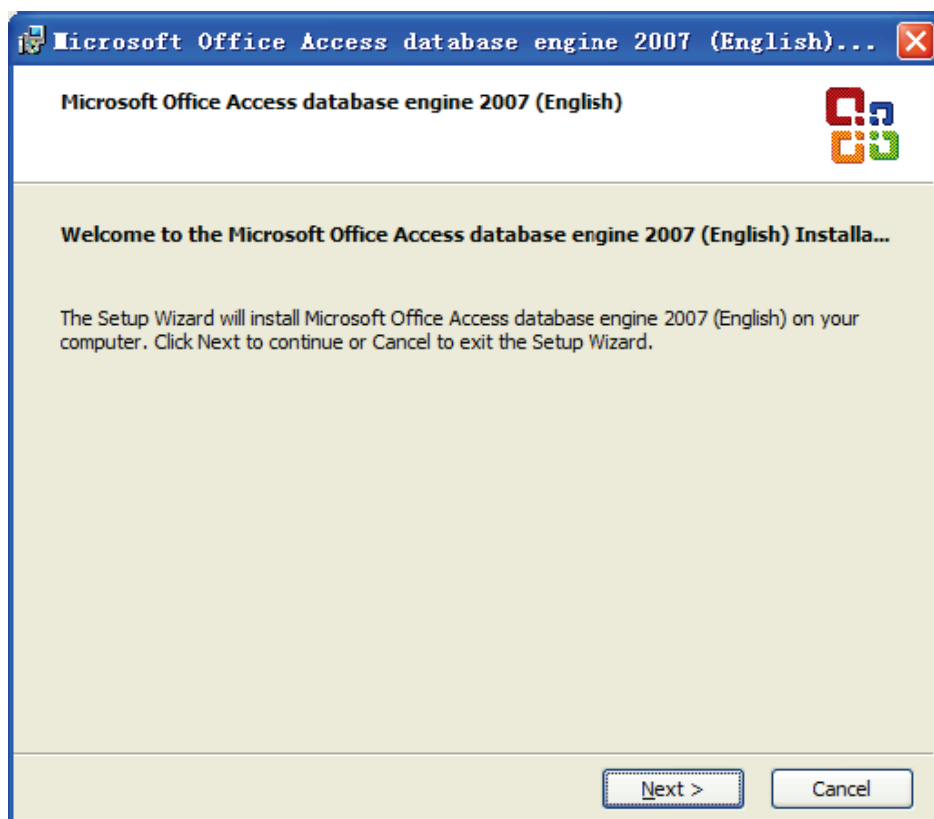 Microsoft Office Access database engine 2007 (English)...
Microsoft Office Access database engine 2007 (English)
Welcome to the Microsoft Office Access database engine 2007 (English) Installa...
The Setup Wizard will install Microsoft Office Access database engine 2007 (English) on your
computer. Click Next to continue or Cancel to exit the Setup Wizard.
Next > Cancel